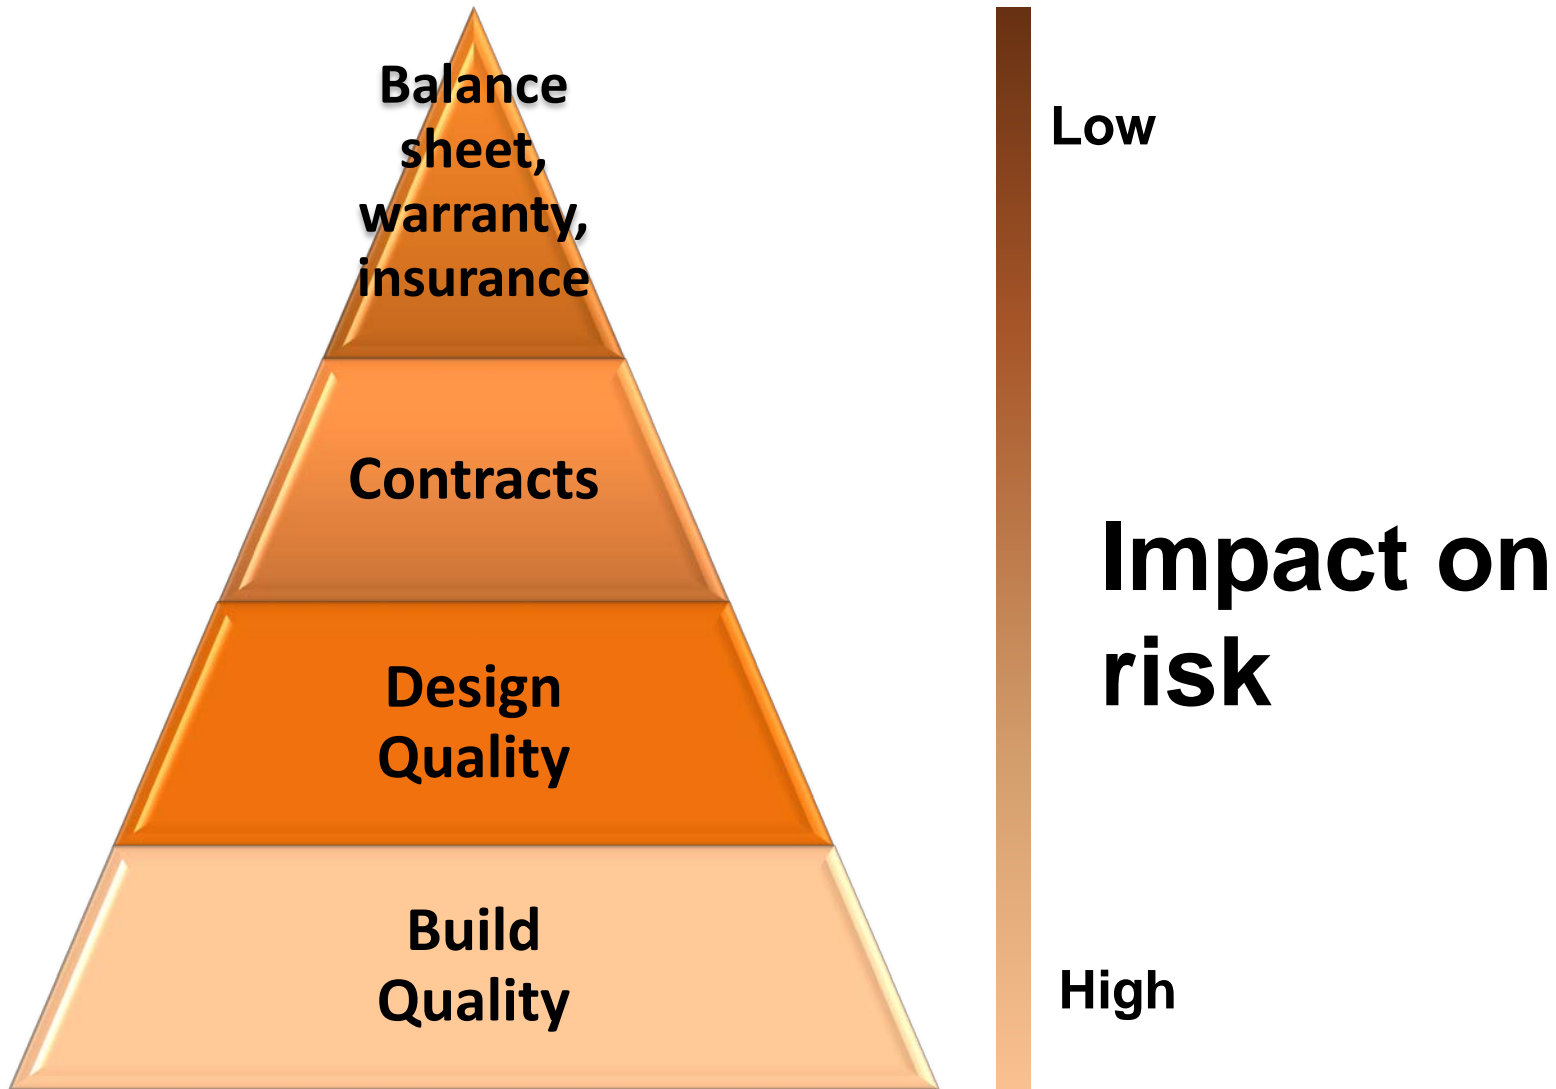 Balance
sheet,
warranty,
insurance
Contracts
Design
Quality
Build
Quality
Low
Impact on
risk
High